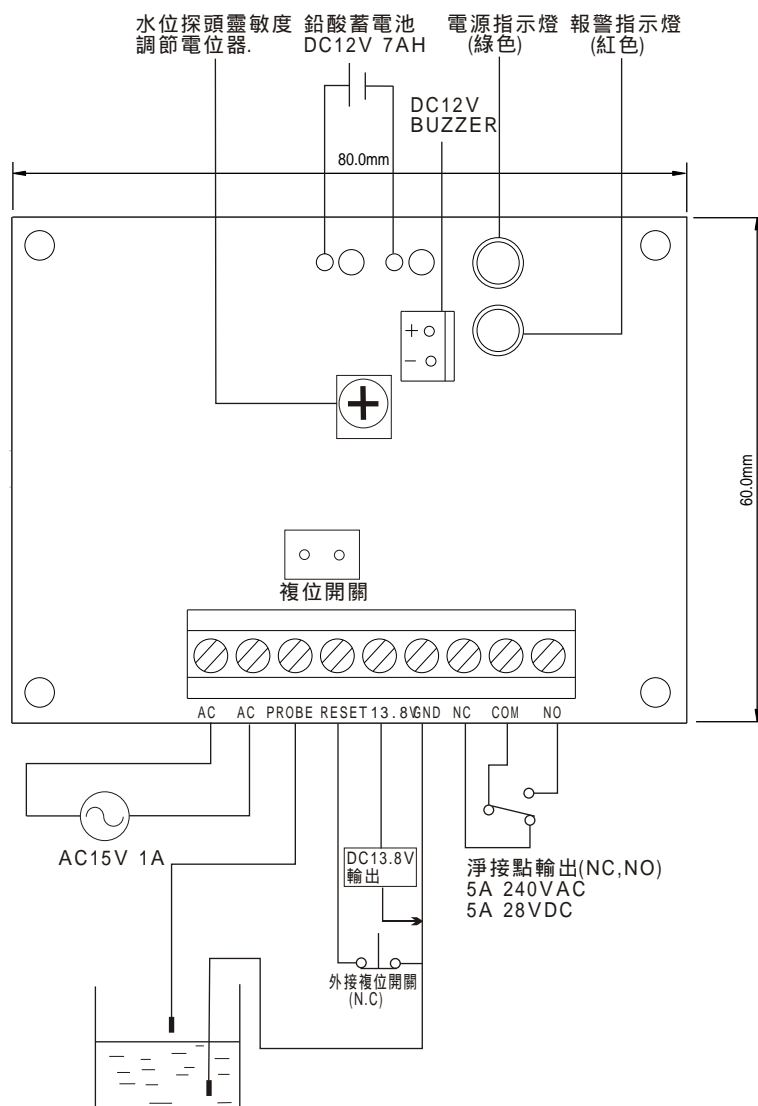 水位探頭靈敏度
調節電位器.
鉛酸蓄電池
DC12V 7AH
電源指示燈
(綠色)
報警指示燈
(紅色)
DC12V
BUZZER
80.0mm
60.0mm
+
-
複位開關
AC AC PROBE RESET 13.8V GND NC COM NO
AC15V 1A
DC13.8V
輸出
淨接點輸出(NC,NO)
5A 240VAC
5A 28VDC
外接複位開關
(N.C)